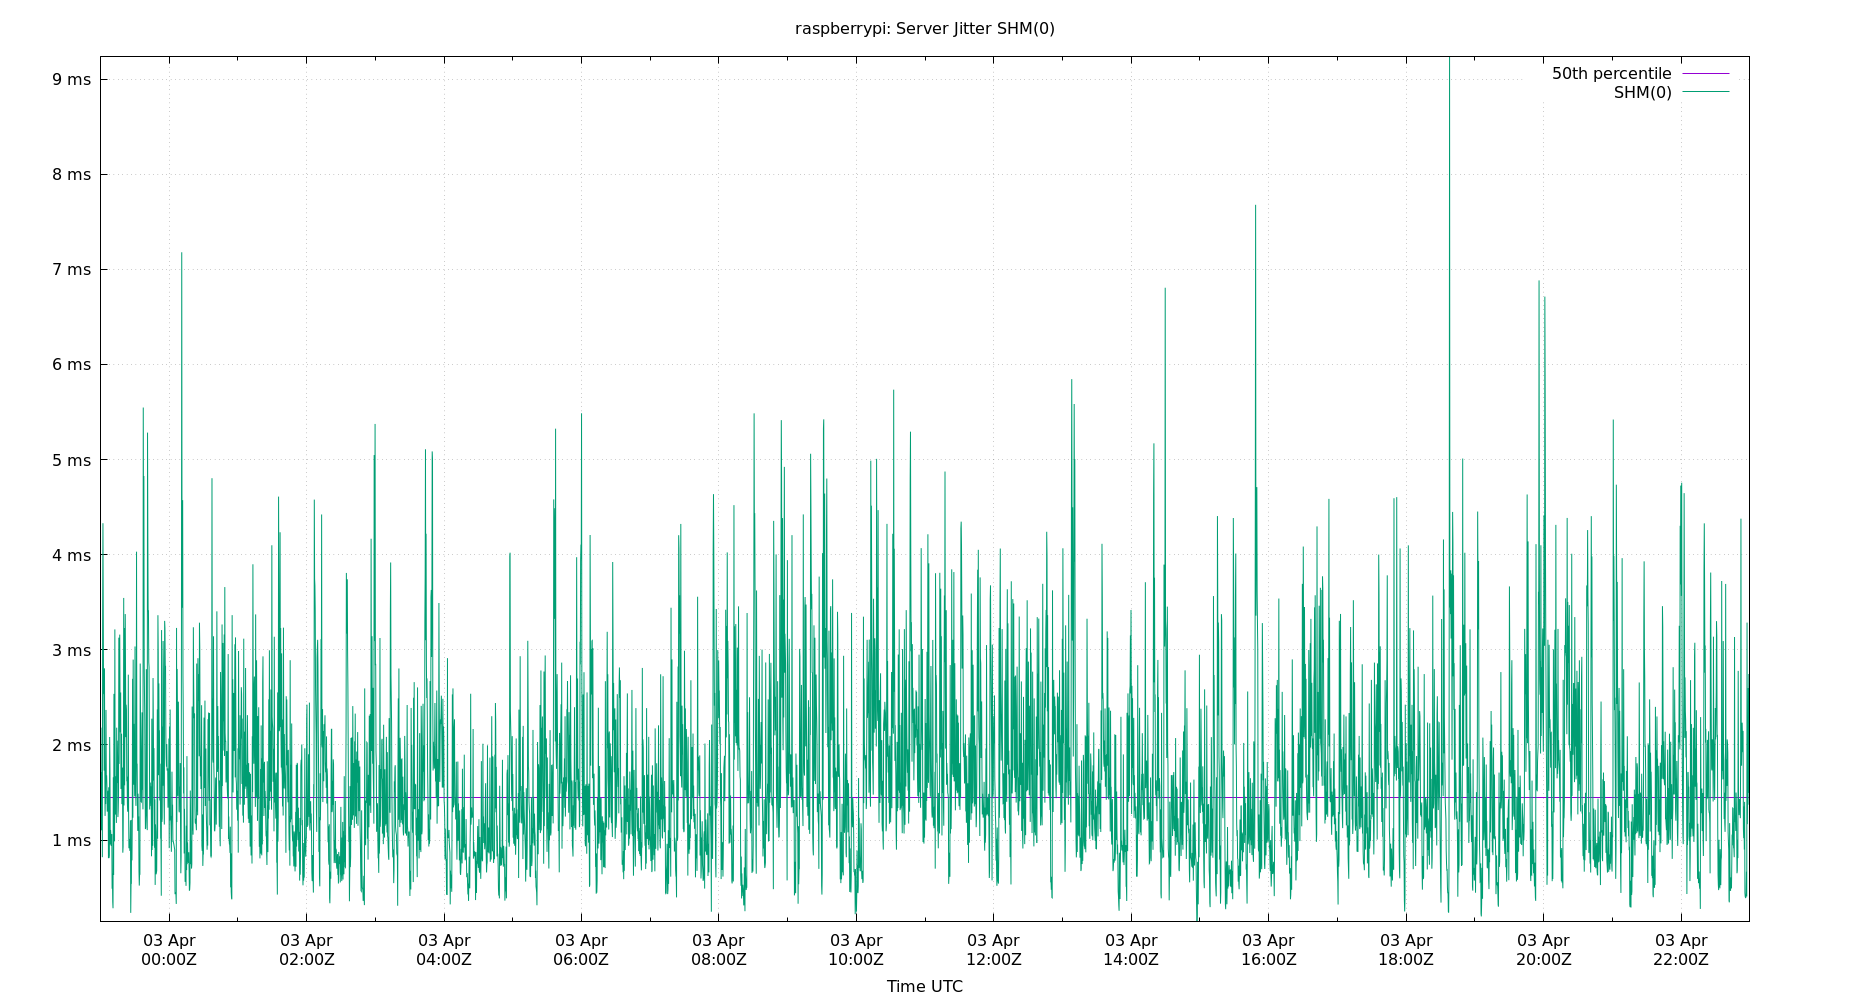 raspberrypi: Server Jitter SHM(0)
50th percentile
SHM(0)
9 ms
8 ms
7 ms
6 ms
5 ms
4 ms
3 ms
2 ms
1 ms
03 Apr 03 Apr 03 Apr 03 Apr 03 Apr 03 Apr 03 Apr 03 Apr 03 Apr 03 Apr 03 Apr 03 Apr
00:00Z 02:00Z 04:00Z 06:00Z 08:00Z 10:00Z 12:00Z 14:00Z 16:00Z 18:00Z 20:00Z 22:00Z
Time UTC